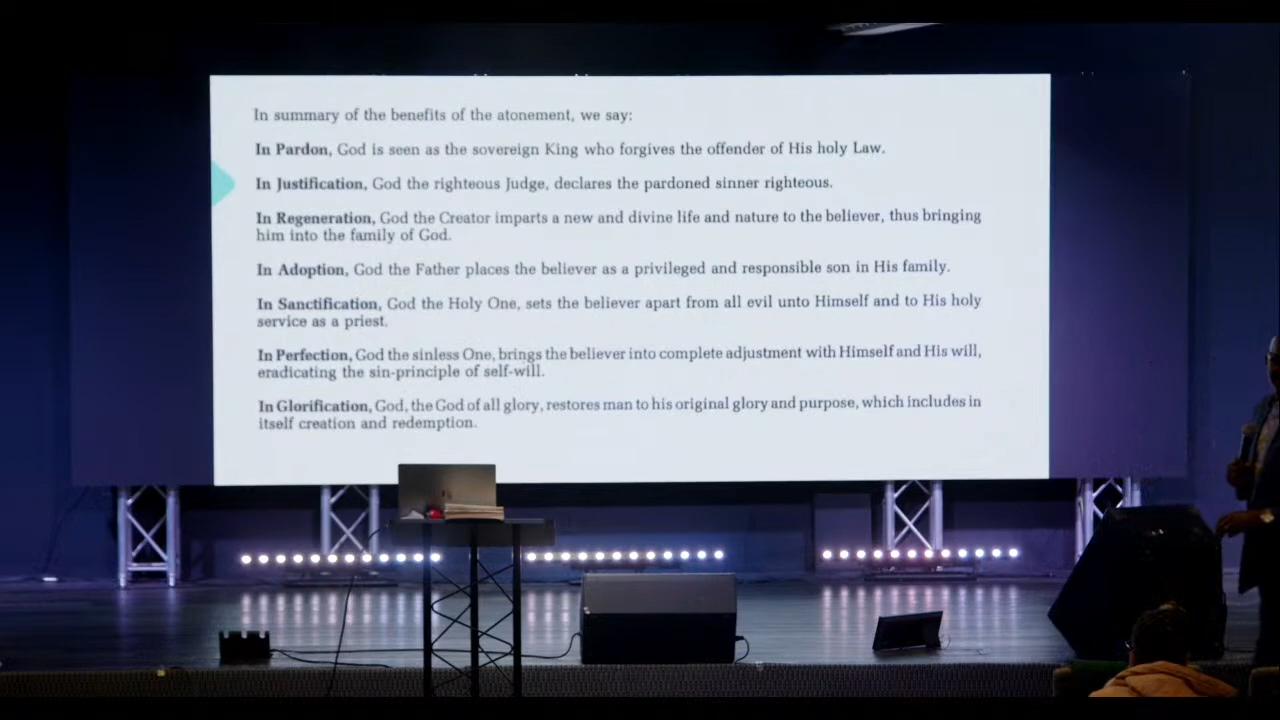 In summary of the benefits of the atonement, we say:
In Pardon, God is seen as the sovereign King who forgives the offender of His holy Law.
In Justification, God the righteous Judge, declares the pardoned sinner righteous.
In Regeneration, God the Creator imparts a new and divine life and nature to the believer, thus bringing
him into the family of God.
In Adoption, God the Father places the believer as a privileged and responsible son in His family.
In Sanctification, God the Holy One, sets the believer apart from all evil unto Himself and to His holy
service as a priest.
In Perfection, God the sinless One, brings the believer into complete adjustment with Himself and His will,
eradicating the sin-principle of self-will.
In Glorification, God, the God of all glory, restores man to his original glory and purpose, which includes in
itself creation and redemption.